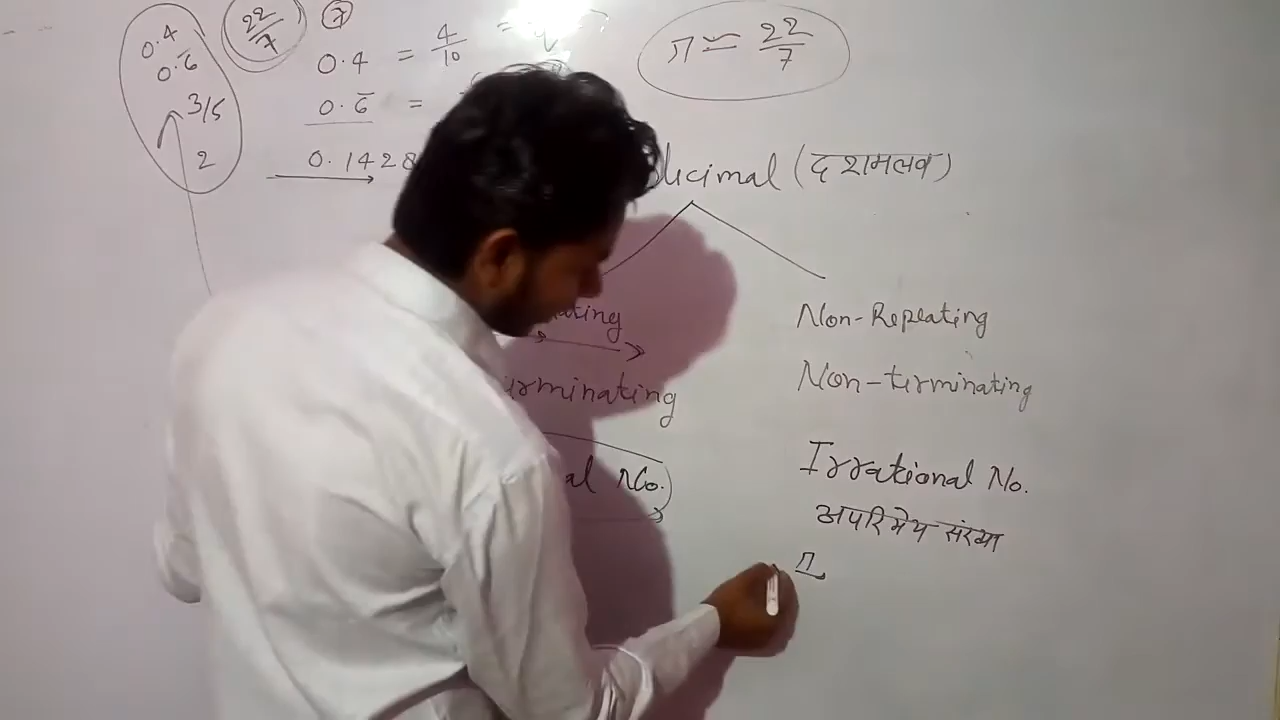 0.4
0.6̅
3/5
2
22/7
7
0.4 = 4/10 =
0.6̅ =
0.1428
π ≃ 22/7
Decimal (दशमलव)
Non-Repeating
Non-terminating
No.
Irrational No.
अपरिमेय संख्या
π